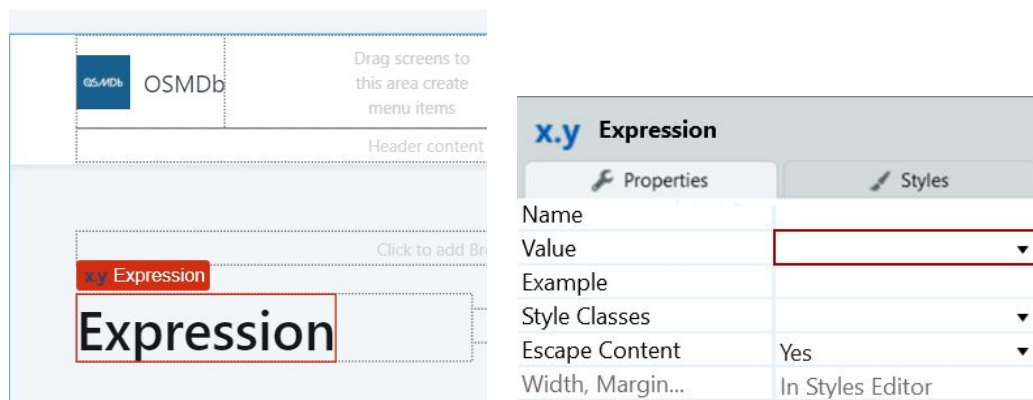 OSMDb
OSMDb
Drag screens to
this area create
menu items
Header content
Click to add Br
x.y Expression
Expression
x.y Expression
Properties
Styles
Name
Value
Example
Style Classes
Escape Content Yes
Width, Margin... In Styles Editor